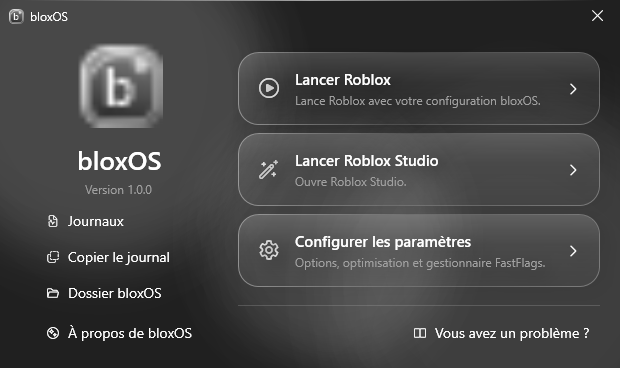 bloxOS
b
bloxOS
Version 1.0.0
Journaux
Copier le journal
Dossier bloxOS
À propos de bloxOS
Lancer Roblox
Lance Roblox avec votre configuration bloxOS.
Lancer Roblox Studio
Ouvre Roblox Studio.
Configurer les paramètres
Options, optimisation et gestionnaire FastFlags.
Vous avez un problème ?